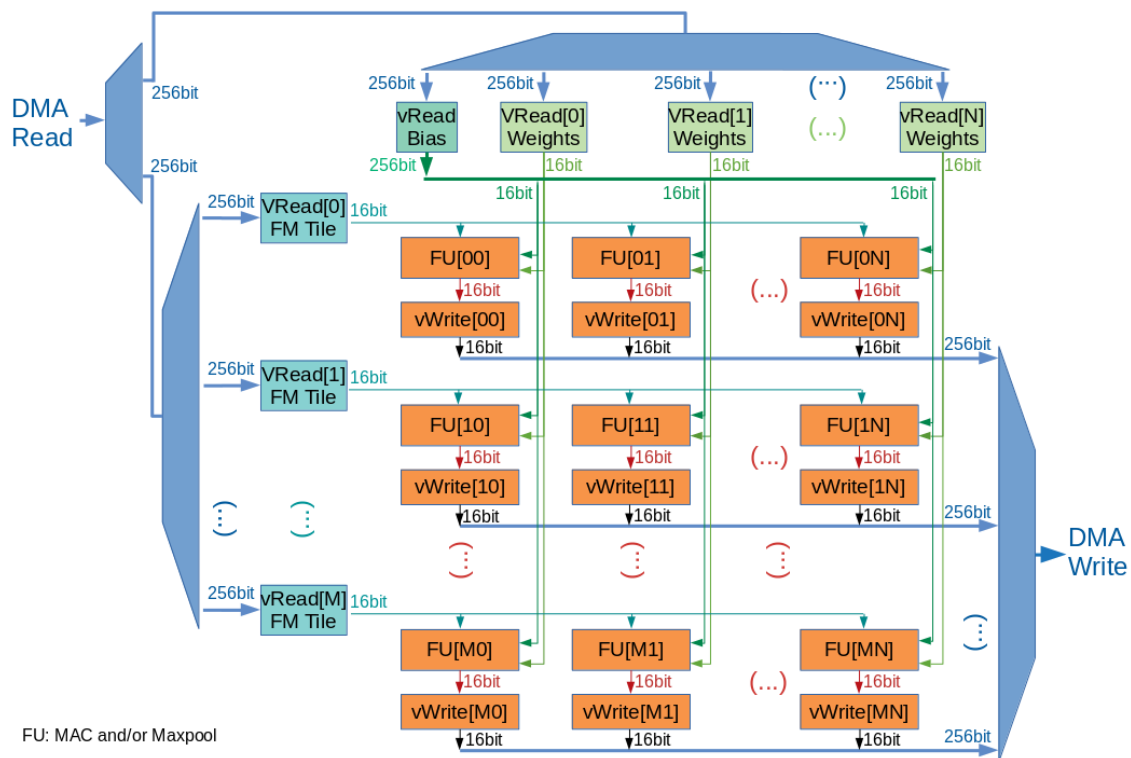 256bit 256bit 256bit (...) 256bit
256bit
DMA
Read
vRead
Bias
VRead[0]
Weights
VRead[1]
Weights
(...)
vRead[N]
Weights
256bit
256bit 16bit 16bit 16bit
16bit 16bit 16bit
256bit
VRead[0]
FM Tile
16bit
FU[00] FU[01] FU[0N]
16bit 16bit (...) 16bit
vWrite[00] vWrite[01] vWrite[0N]
16bit 16bit 16bit 256bit
256bit
VRead[1]
FM Tile
16bit
FU[10] FU[11] FU[1N]
16bit 16bit (...) 16bit
vWrite[10] vWrite[11] vWrite[1N]
(...) (...)
16bit 16bit 16bit 256bit
DMA
Write
(...) (...) (...)
256bit
vRead[M]
FM Tile
16bit
(...)
FU[M0] FU[M1] FU[MN]
16bit 16bit (...) 16bit
vWrite[M0] vWrite[M1] vWrite[MN]
FU: MAC and/or Maxpool
16bit 16bit 16bit 256bit